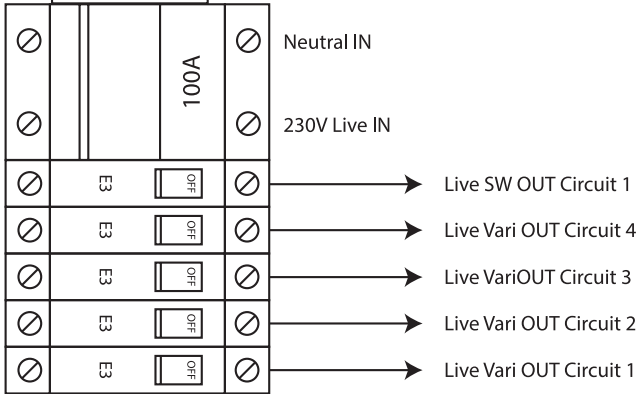 Neutral IN
100A
230V Live IN
E3 OFF Live SW OUT Circuit 1
E3 OFF Live Vari OUT Circuit 4
E3 OFF Live VariOUT Circuit 3
E3 OFF Live Vari OUT Circuit 2
E3 OFF Live Vari OUT Circuit 1